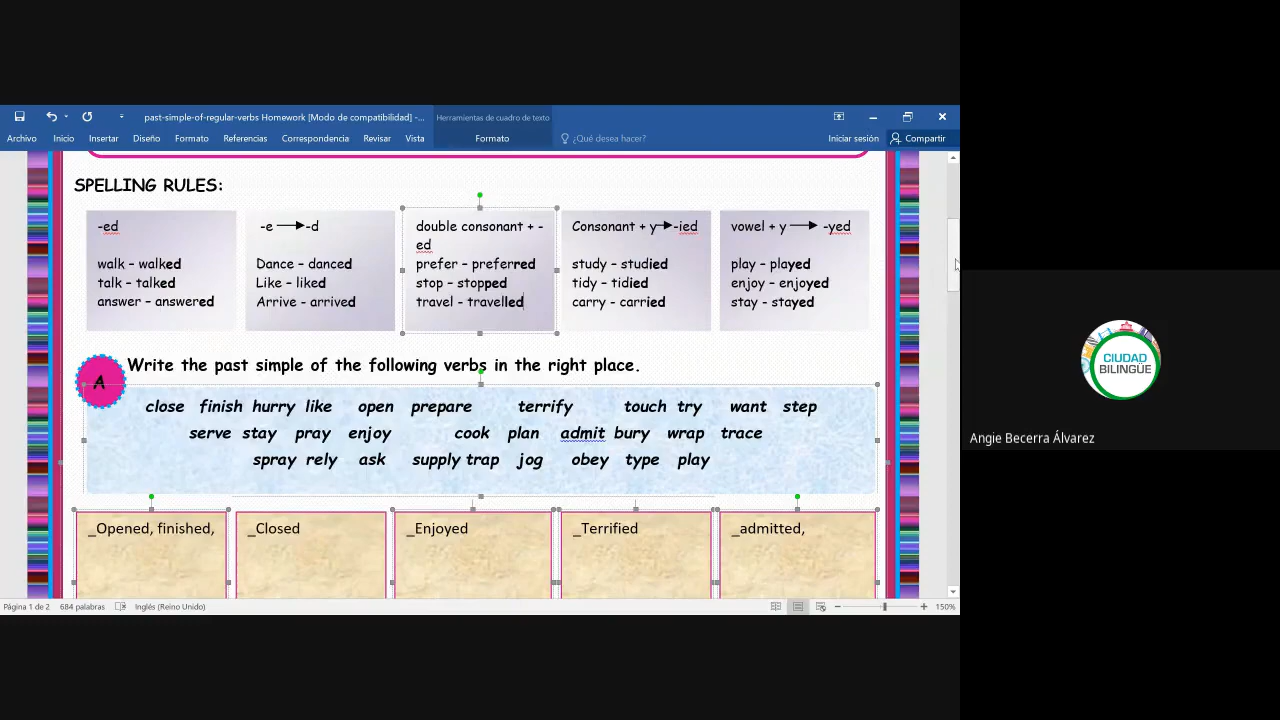 past-simple-of-regular-verbs Homework [Modo de compatibilidad] -...
Herramientas de cuadro de texto
Archivo Inicio Insertar Diseño Formato Referencias Correspondencia Revisar Vista Formato ¿Qué desea hacer? Iniciar sesión Compartir
SPELLING RULES:
-ed
walk – walked
talk – talked
answer – answered
-e -d
Dance – danced
Like – liked
Arrive – arrived
double consonant + -
ed
prefer – preferred
stop – stopped
travel – travelled
Consonant + y -ied
study – studied
tidy – tidied
carry – carried
vowel + y -yed
play – played
enjoy – enjoyed
stay – stayed
A
Write the past simple of the following verbs in the right place.
close finish hurry like open prepare terrify touch try want step
serve stay pray enjoy cook plan admit bury wrap trace
spray rely ask supply trap jog obey type play
_Opened, finished,
_Closed
_Enjoyed
_Terrified
_admitted,
Página 1 de 2 684 palabras Inglés (Reino Unido) 150%
CIUDAD
BILINGÜE
Angie Becerra Álvarez